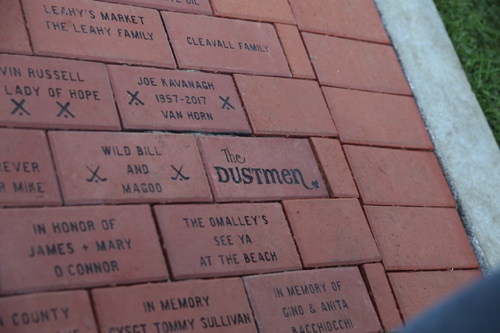 LEAHY'S MARKET
THE LEAHY FAMILY
CLEAVALL FAMILY
VIN RUSSELL
LADY OF HOPE
JOE KAVANAGH
1957-2017
VAN HORN
EVER
R MIKE
WILD BILL
AND
MAGOO
The
DUSTMEN
IN HONOR OF
JAMES + MARY
O'CONNOR
THE OMALLEY'S
SEE YA
AT THE BEACH
COUNTY
IN MEMORY
GYSGT TOMMY SULLIVAN
IN MEMORY OF
GINO & ANITA
BACCHIOCCHI